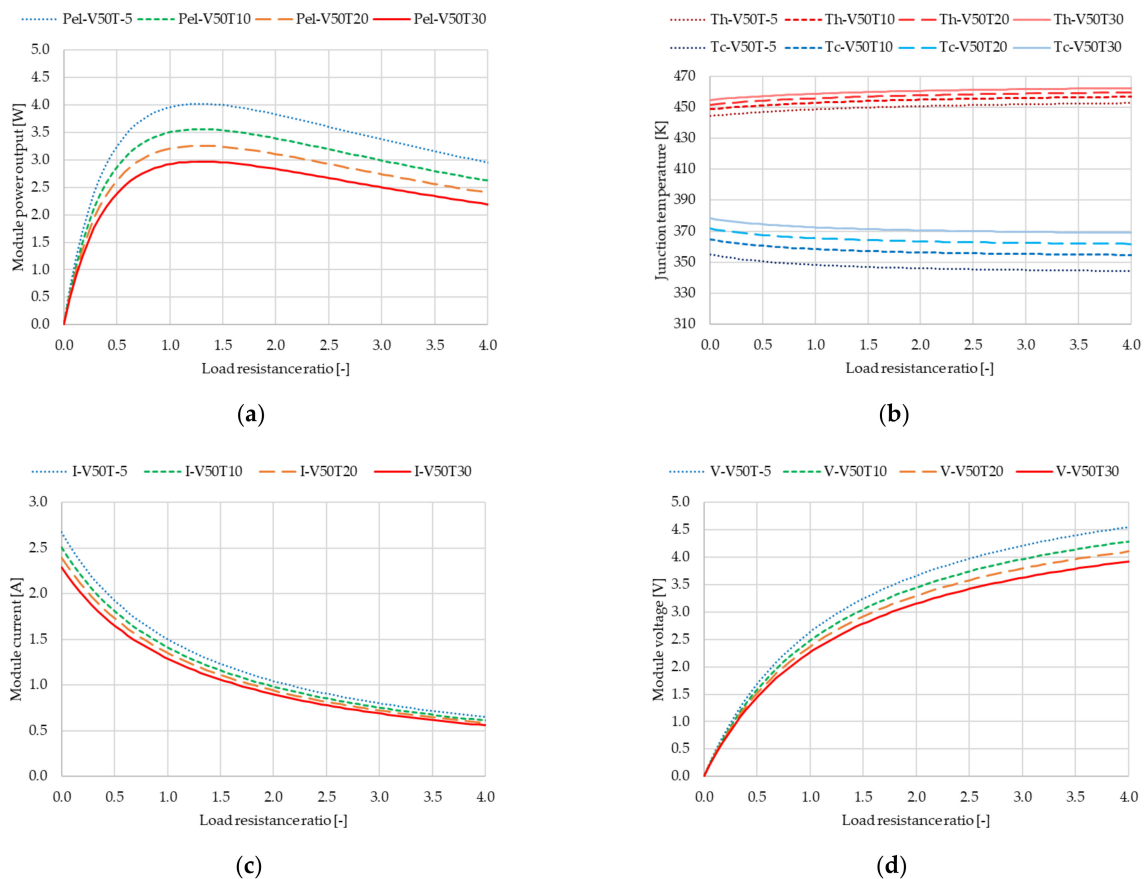 Pel-V50T-5 Pel-V50T10 Pel-V50T20 Pel-V50T30
5.0
4.5
4.0
3.5
3.0
2.5
2.0
1.5
1.0
0.5
0.0
Module power output [W]
0.0 0.5 1.0 1.5 2.0 2.5 3.0 3.5 4.0
Load resistance ratio [-]
(a)
Th-V50T-5 Th-V50T10 Th-V50T20 Th-V50T30
Tc-V50T-5 Tc-V50T10 Tc-V50T20 Tc-V50T30
470
450
430
410
390
370
350
330
310
Junction temperature [K]
0.0 0.5 1.0 1.5 2.0 2.5 3.0 3.5 4.0
Load resistance ratio [-]
(b)
I-V50T-5 I-V50T10 I-V50T20 I-V50T30
3.0
2.5
2.0
1.5
1.0
0.5
0.0
Module current [A]
0.0 0.5 1.0 1.5 2.0 2.5 3.0 3.5 4.0
Load resistance ratio [-]
(c)
V-V50T-5 V-V50T10 V-V50T20 V-V50T30
5.0
4.5
4.0
3.5
3.0
2.5
2.0
1.5
1.0
0.5
0.0
Module voltage [V]
0.0 0.5 1.0 1.5 2.0 2.5 3.0 3.5 4.0
Load resistance ratio [-]
(d)